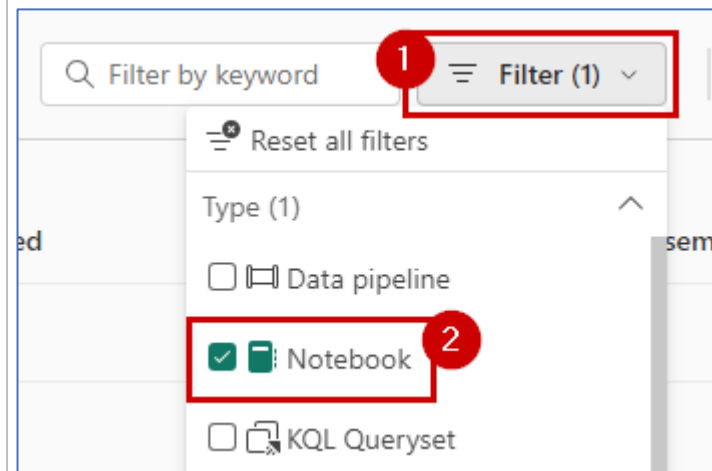 1
Filter by keyword
Filter (1)
Reset all filters
Type (1)
ed
sem
Data pipeline
Notebook
2
KQL Queryset